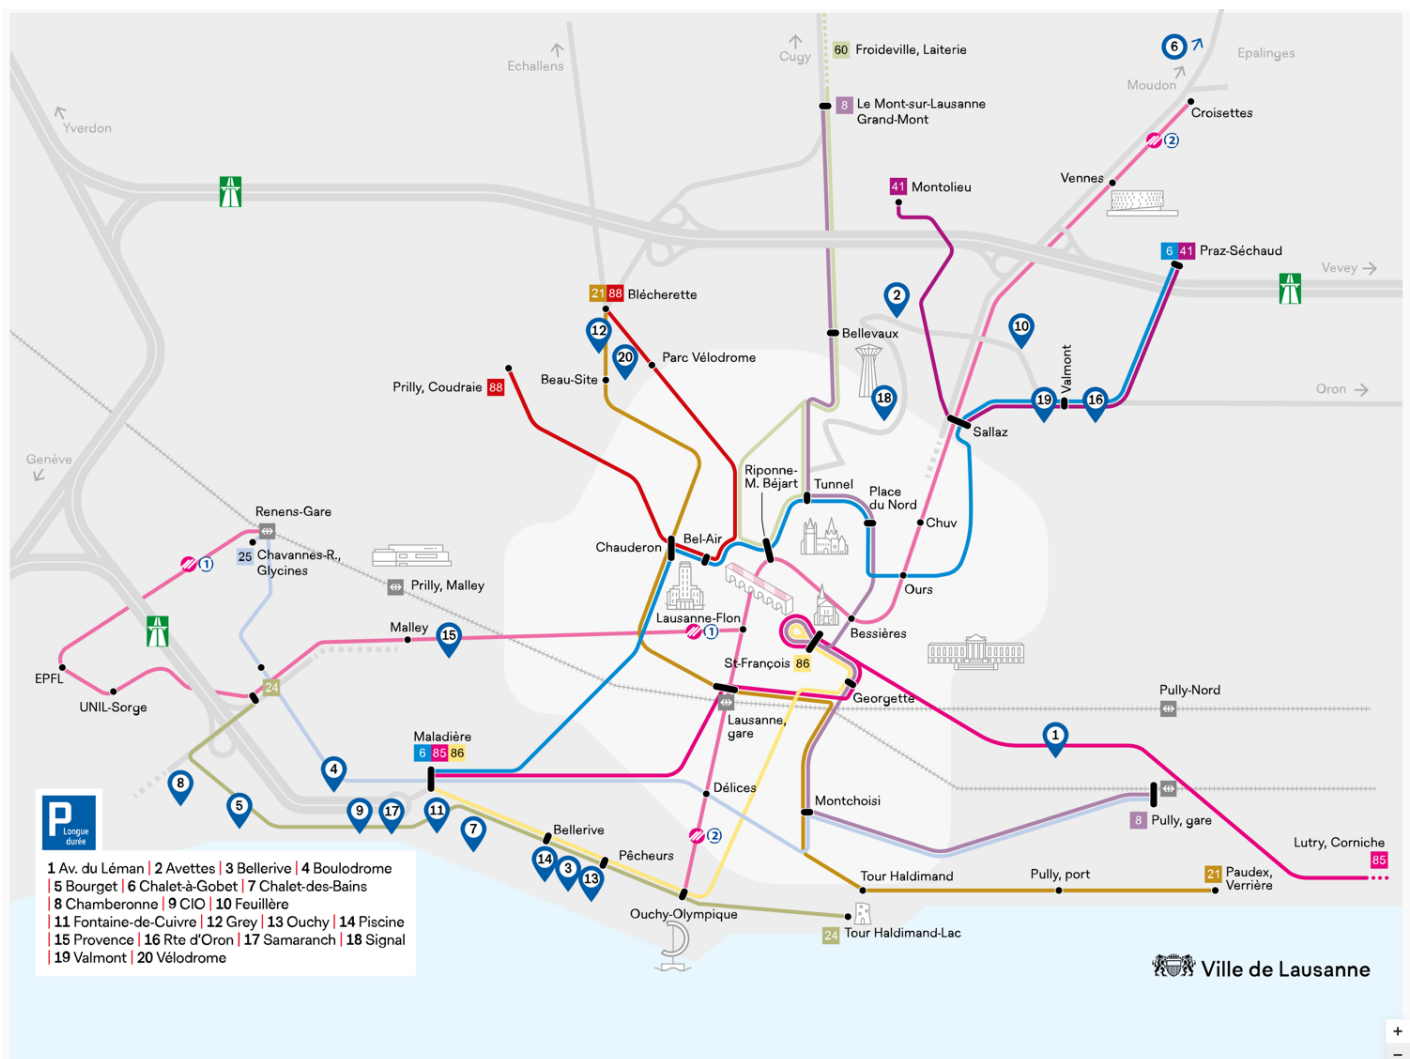 6
Epalinges
60 Froideville, Laiterie
Cugy
Echallens
Moudon
8 Le Mont-sur-Lausanne
Grand-Mont
Croisettes
Yverdon
2
Vennes
41 Montolieu
6 41 Praz-Séchaud
Vevey
21 88 Blécherette
2
10
12
Bellevaux
20
Parc Vélodrome
Valmont
Beau-Site
Prilly, Coudraie 88
Oron
18
19
16
Sallaz
Genève
Riponne-
M. Béjart
Tunnel
Place
du Nord
Renens-Gare
Chuv
Chauderon
Bel-Air
25 Chavannes-R.,
Glycines
1
Prilly, Malley
Ours
Lausanne-Flon
1
Malley
15
Bessières
St-François 86
EPFL
24
UNIL-Sorge
Georgette
Pully-Nord
Lausanne,
gare
Maladière
6 85 86
1
4
8
Délices
5
9
17
11
Montchoisi
8 Pully, gare
7
Bellerive
2
Lutry, Corniche
85
14
3
13
Pêcheurs
Tour Haldimand
Pully, port
21 Paudex,
Verrière
Ouchy-Olympique
24 Tour Haldimand-Lac
P
Longue
durée
1 Av. du Léman | 2 Avettes | 3 Bellerive | 4 Boulodrome
| 5 Bourget | 6 Chalet-à-Gobet | 7 Chalet-des-Bains
| 8 Chamberonne | 9 CIO | 10 Feuillère
| 11 Fontaine-de-Cuivre | 12 Grey | 13 Ouchy | 14 Piscine
| 15 Provence | 16 Rte d'Oron | 17 Samaranch | 18 Signal
| 19 Valmont | 20 Vélodrome
Ville de Lausanne
+
−